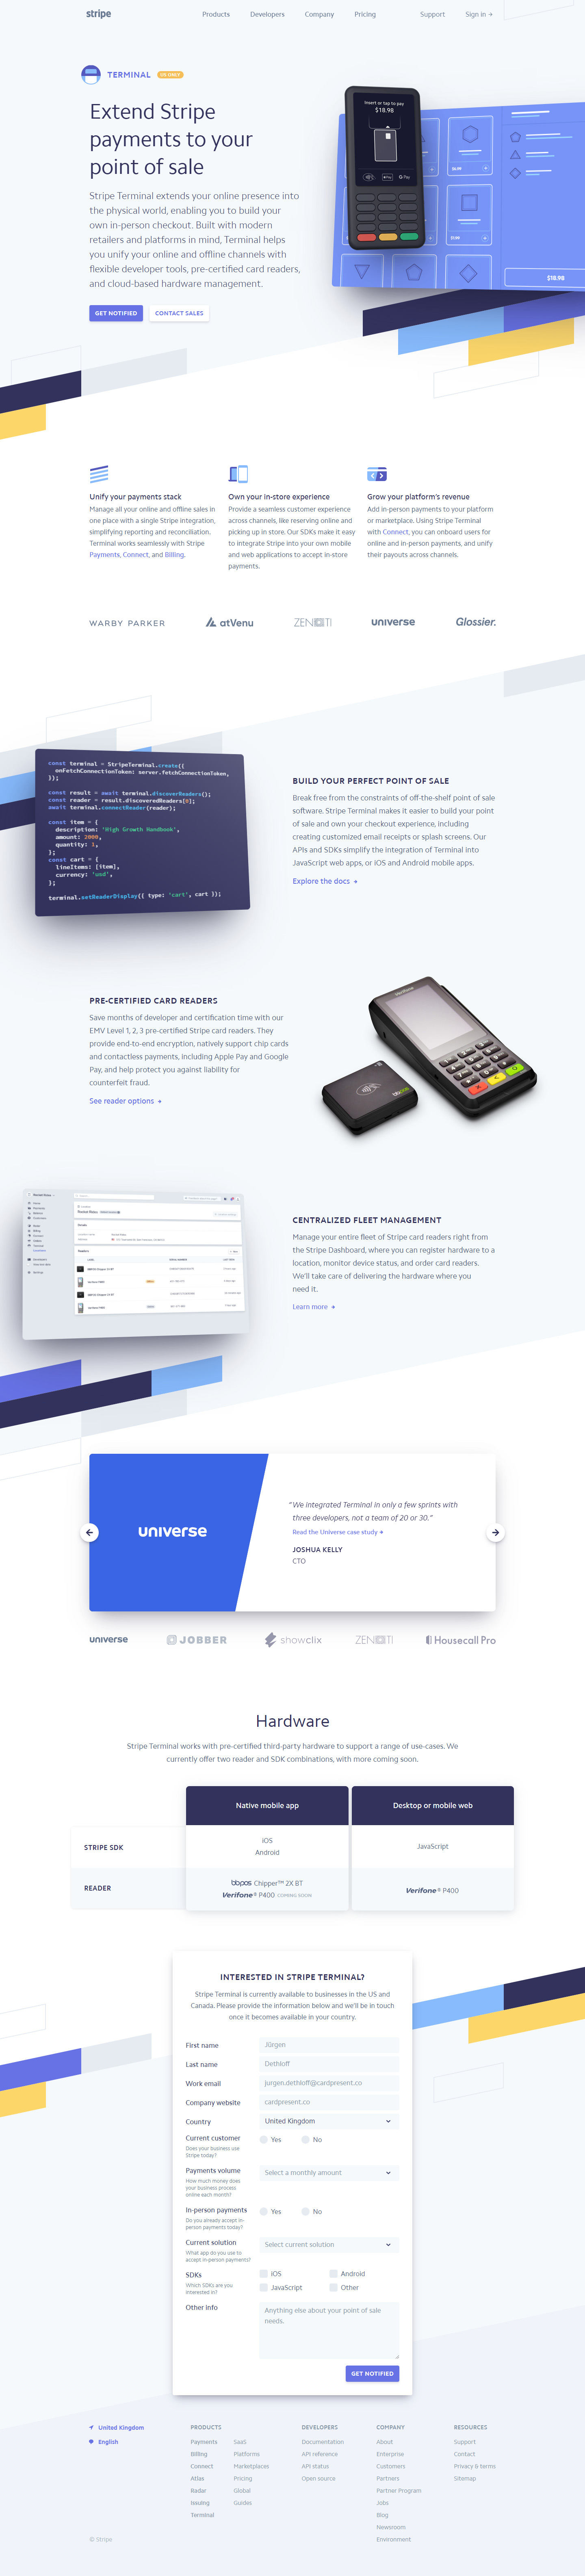 stripe
Products Developers Company Pricing Support Sign in →
TERMINAL US ONLY
Extend Stripe
payments to your
point of sale
Stripe Terminal extends your online presence into
the physical world, enabling you to build your
own in-person checkout. Built with modern
retailers and platforms in mind, Terminal helps
you unify your online and offline channels with
flexible developer tools, pre-certified card readers,
and cloud-based hardware management.
GET NOTIFIED CONTACT SALES
Insert or tap to pay
$18.98
Pay G Pay
$18.98
Unify your payments stack
Manage all your online and offline sales in
one place with a single Stripe integration,
simplifying reporting and reconciliation.
Terminal works seamlessly with Stripe
Payments, Connect, and Billing.
Own your in-store experience
Provide a seamless customer experience
across channels, like reserving online and
picking up in store. Our SDKs make it easy
to integrate Stripe into your own mobile
and web applications to accept in-store
payments.
Grow your platform's revenue
Add in-person payments to your platform
or marketplace. Using Stripe Terminal
with Connect, you can onboard users for
online and in-person payments, and unify
their payouts across channels.
WARBY PARKER atVenu ZENOTI universe Glossier.
const terminal = StripeTerminal.create({
onFetchConnectionToken: server.fetchConnectionToken,
});
const result = await terminal.discoverReaders();
const reader = result.discoveredReaders[0];
await terminal.connectReader(reader);
const item = {
description: 'High Growth Handbook',
amount: 2000,
quantity: 1,
};
const cart = {
lineItems: [item],
currency: 'usd',
};
terminal.setReaderDisplay({ type: 'cart', cart });
BUILD YOUR PERFECT POINT OF SALE
Break free from the constraints of off-the-shelf point of sale
software. Stripe Terminal makes it easier to build your point
of sale and own your checkout experience, including
creating customized email receipts or splash screens. Our
APIs and SDKs simplify the integration of Terminal into
JavaScript web apps, or iOS and Android mobile apps.
Explore the docs →
PRE-CERTIFIED CARD READERS
Save months of developer and certification time with our
EMV Level 1, 2, 3 pre-certified Stripe card readers. They
provide end-to-end encryption, natively support chip cards
and contactless payments, including Apple Pay and Google
Pay, and help protect you against liability for
counterfeit fraud.
See reader options →
CENTRALIZED FLEET MANAGEMENT
Manage your entire fleet of Stripe card readers right from
the Stripe Dashboard, where you can register hardware to a
location, monitor device status, and order card readers.
We'll take care of delivering the hardware where you
need it.
Learn more →
universe
“We integrated Terminal in only a few sprints with
three developers, not a team of 20 or 30.”
Read the Universe case study →
JOSHUA KELLY
CTO
universe JOBBER showclix ZENOTI Housecall Pro
Hardware
Stripe Terminal works with pre-certified third-party hardware to support a range of use-cases. We
currently offer two reader and SDK combinations, with more coming soon.
Native mobile app Desktop or mobile web
STRIPE SDK
iOS
Android
JavaScript
READER
bbpos Chipper™ 2X BT
Verifone® P400 COMING SOON
Verifone® P400
INTERESTED IN STRIPE TERMINAL?
Stripe Terminal is currently available to businesses in the US and
Canada. Please provide the information below and we'll be in touch
once it becomes available in your country.
First name Jürgen
Last name Dethloff
Work email jurgen.dethloff@cardpresent.co
Company website cardpresent.co
Country United Kingdom
Current customer Yes No
Does your business use
Stripe today?
Payments volume Select a monthly amount
How much money does
your business process
online each month?
In-person payments Yes No
Do you already accept in-
person payments today?
Current solution Select current solution
What app do you use to
accept in-person payments?
SDKs iOS Android
Which SDKs are you
interested in?
JavaScript Other
Other info Anything else about your point of sale
needs.
GET NOTIFIED
United Kingdom
English
© Stripe
PRODUCTS
Payments
Billing
Connect
Atlas
Radar
Issuing
Terminal
SaaS
Platforms
Marketplaces
Pricing
Global
Guides
DEVELOPERS
Documentation
API reference
API status
Open source
COMPANY
About
Enterprise
Customers
Partners
Partner Program
Jobs
Blog
Newsroom
Environment
RESOURCES
Support
Contact
Privacy & terms
Sitemap